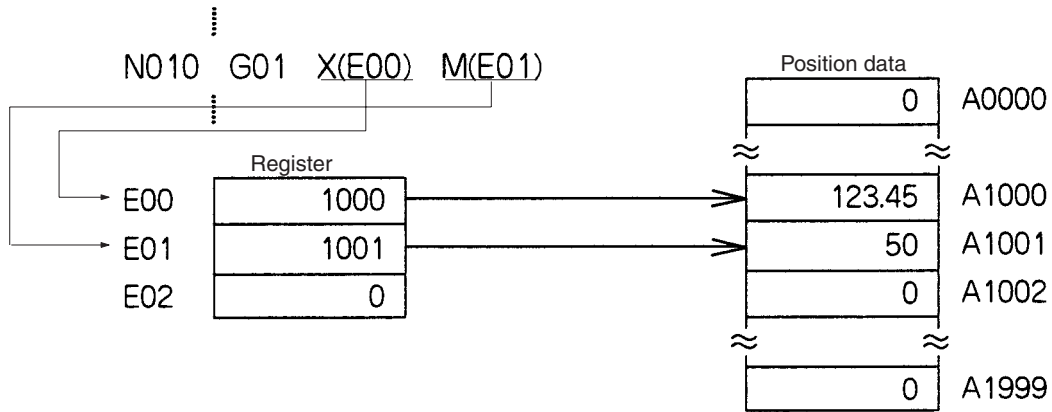 N010 G01 X(E00) M(E01)
Position data
0 A0000
Register
E00 1000 123.45 A1000
E01 1001 50 A1001
E02 0 0 A1002
0 A1999